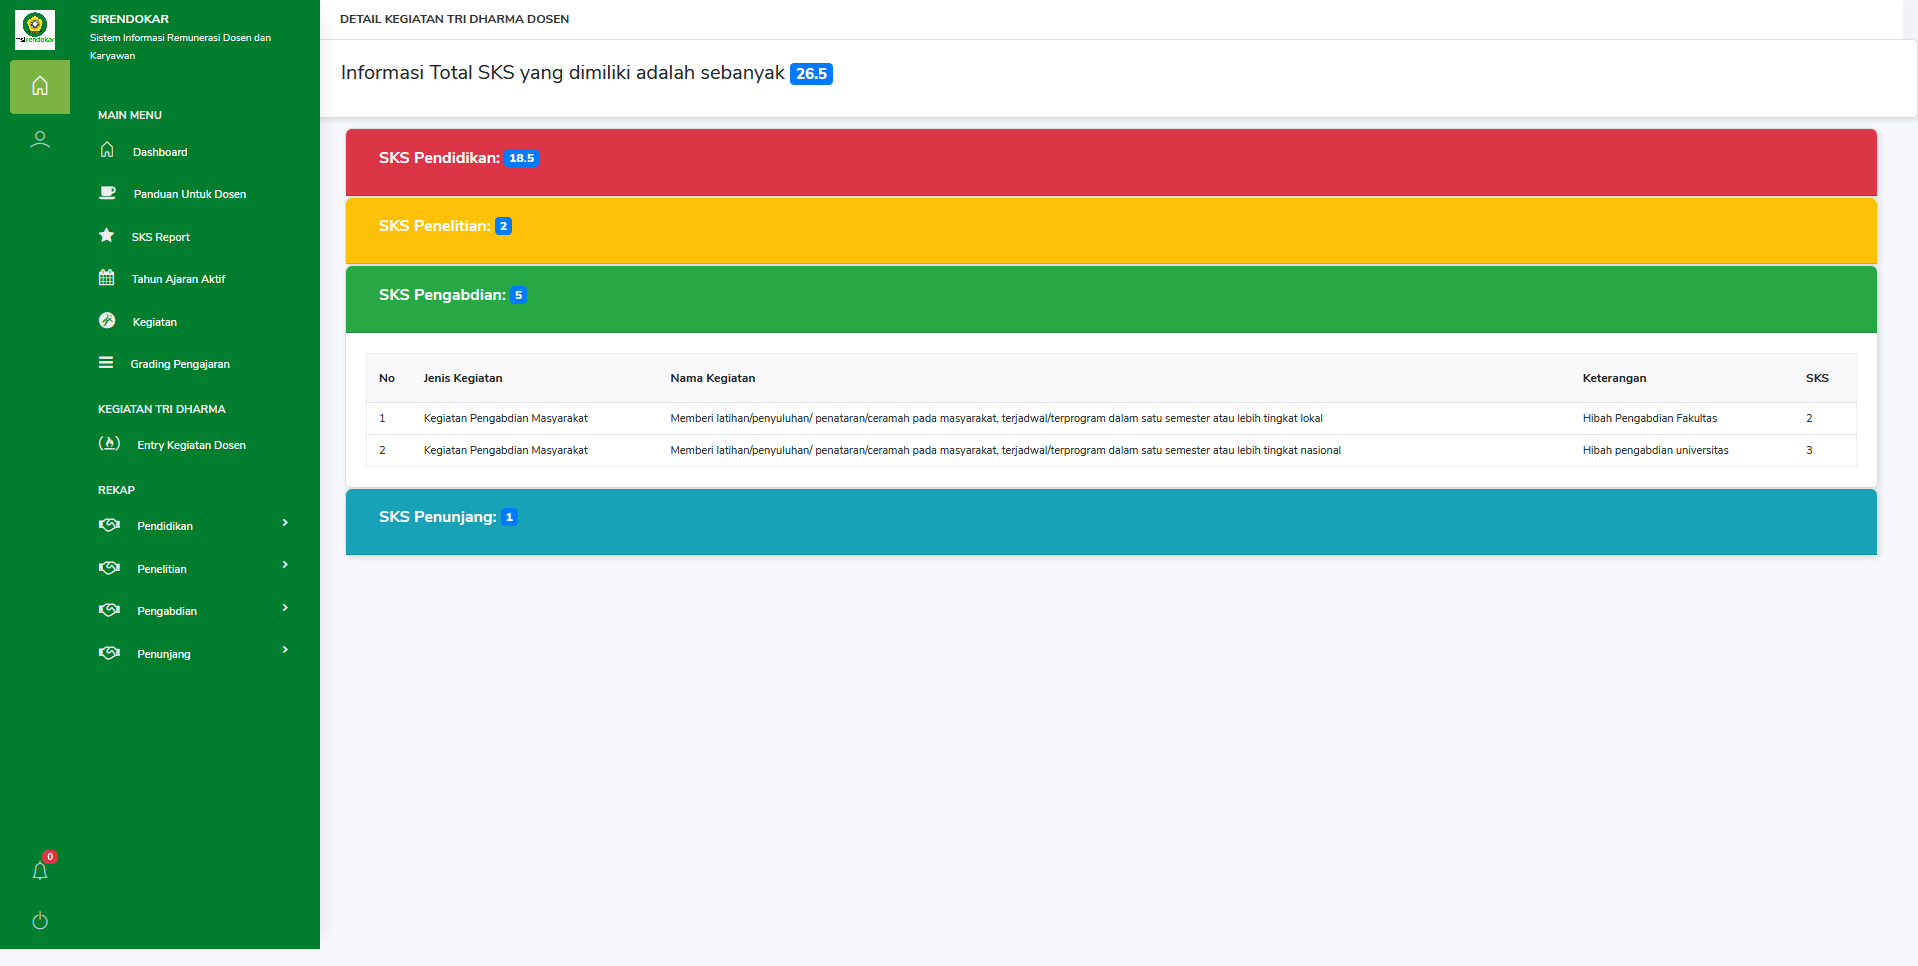 sirendokar
SIRENDOKAR
Sistem Informasi Remunerasi Dosen dan
Karyawan
MAIN MENU
Dashboard
Panduan Untuk Dosen
SKS Report
Tahun Ajaran Aktif
Kegiatan
Grading Pengajaran
KEGIATAN TRI DHARMA
Entry Kegiatan Dosen
REKAP
Pendidikan
Penelitian
Pengabdian
Penunjang
0
DETAIL KEGIATAN TRI DHARMA DOSEN
Informasi Total SKS yang dimiliki adalah sebanyak 26.5
SKS Pendidikan: 18.5
SKS Penelitian: 2
SKS Pengabdian: 5
No Jenis Kegiatan Nama Kegiatan Keterangan SKS
1 Kegiatan Pengabdian Masyarakat Memberi latihan/penyuluhan/ penataran/ceramah pada masyarakat, terjadwal/terprogram dalam satu semester atau lebih tingkat lokal Hibah Pengabdian Fakultas 2
2 Kegiatan Pengabdian Masyarakat Memberi latihan/penyuluhan/ penataran/ceramah pada masyarakat, terjadwal/terprogram dalam satu semester atau lebih tingkat nasional Hibah pengabdian universitas 3
SKS Penunjang: 1